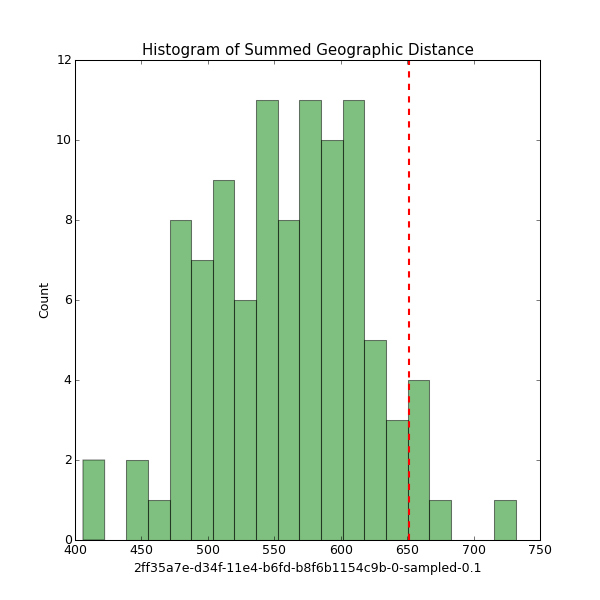 Histogram of Summed Geographic Distance
12
10
8
6
4
2
0
Count
400 450 500 550 600 650 700 750
2ff35a7e-d34f-11e4-b6fd-b8f6b1154c9b-0-sampled-0.1